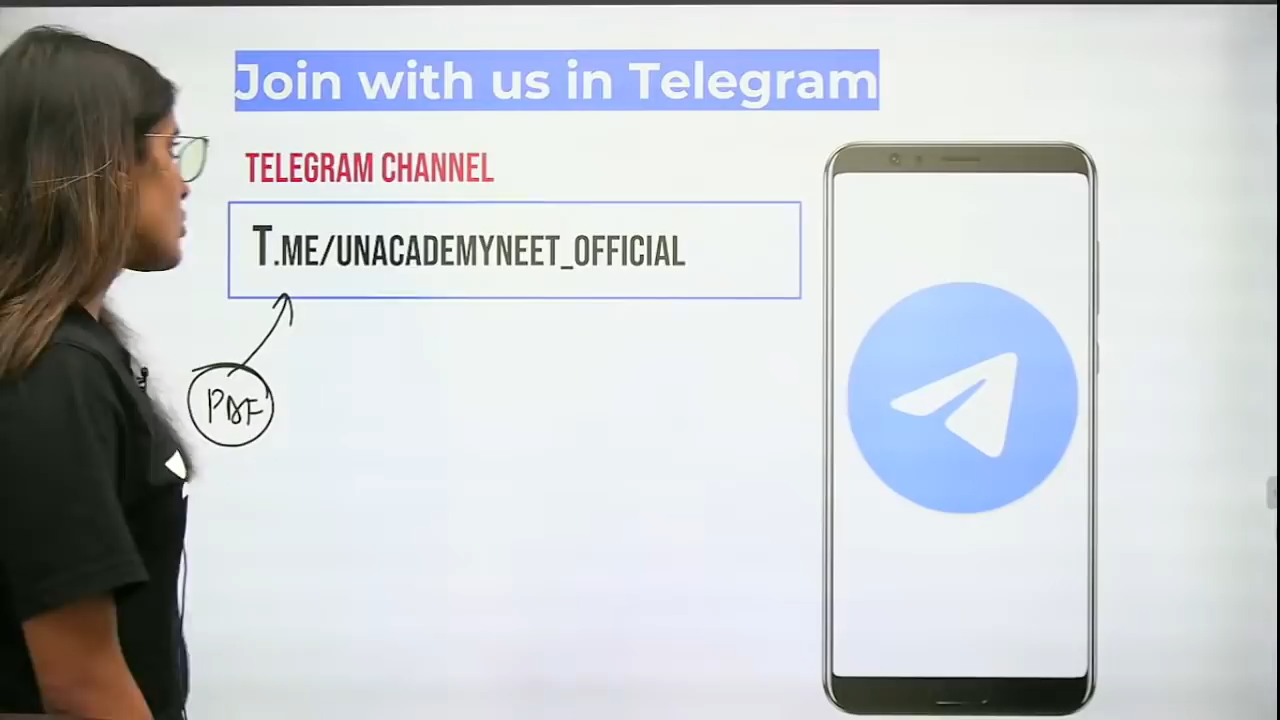 Join with us in Telegram
TELEGRAM CHANNEL
T.ME/UNACADEMYNEET_OFFICIAL
PDF